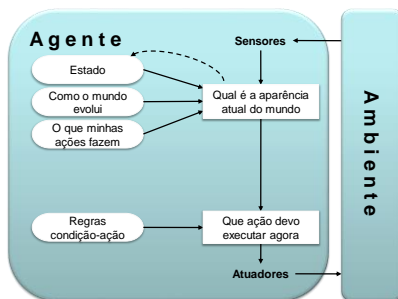 Agente
Sensores
Estado
Como o mundo
evolui
O que minhas
ações fazem
Qual é a aparência
atual do mundo
Regras
condição-ação
Que ação devo
executar agora
Atuadores
Ambiente